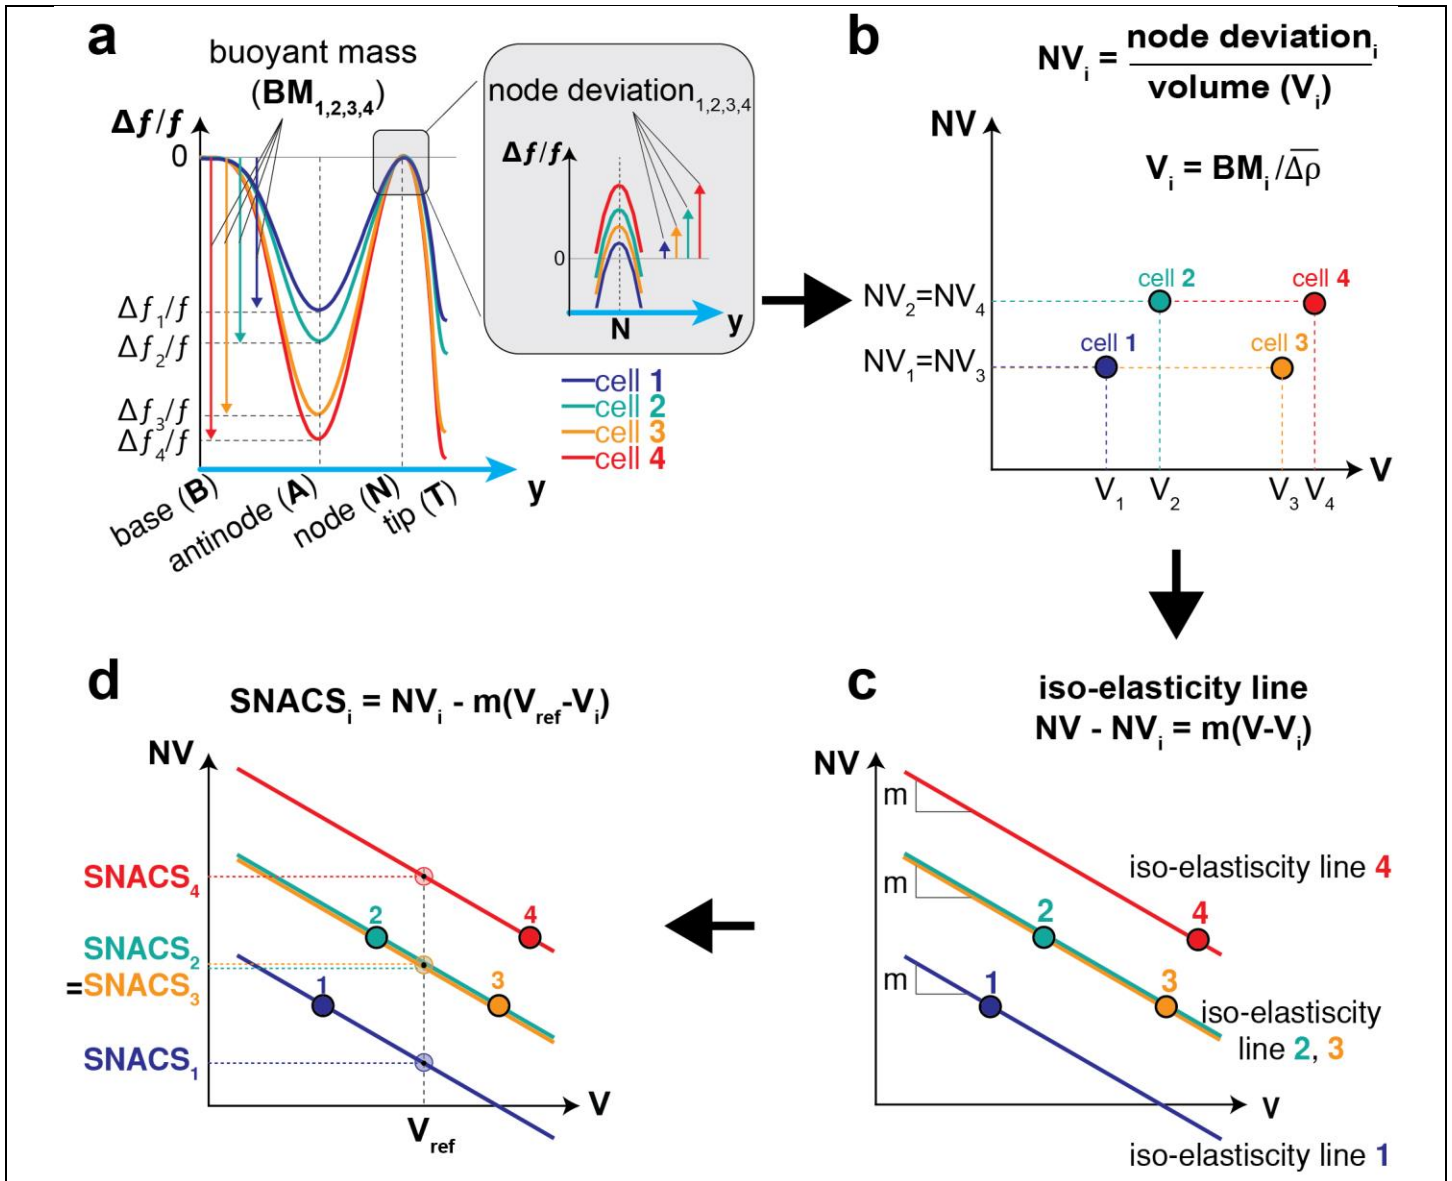 a
buoyant mass
(BM1,2,3,4)
Δf/f
0
Δf1/f
Δf2/f
Δf3/f
Δf4/f
base (B)
antinode (A)
node (N)
tip (T)
y
node deviation1,2,3,4
Δf/f
0
N
y
cell 1
cell 2
cell 3
cell 4
b
NVi = node deviationi / volume (Vi)
Vi = BMi / Δρ̅
NV
NV2=NV4
NV1=NV3
cell 2
cell 4
cell 1
cell 3
V1 V2 V3 V4
V
d
SNACSi = NVi - m(Vref-Vi)
NV
SNACS4
SNACS2
=SNACS3
SNACS1
2
4
1
3
V
Vref
c
iso-elasticity line
NV - NVi = m(V-Vi)
NV
m
m
m
iso-elastiscity line 4
4
2
1
3
iso-elastiscity
line 2, 3
V
iso-elastiscity line 1